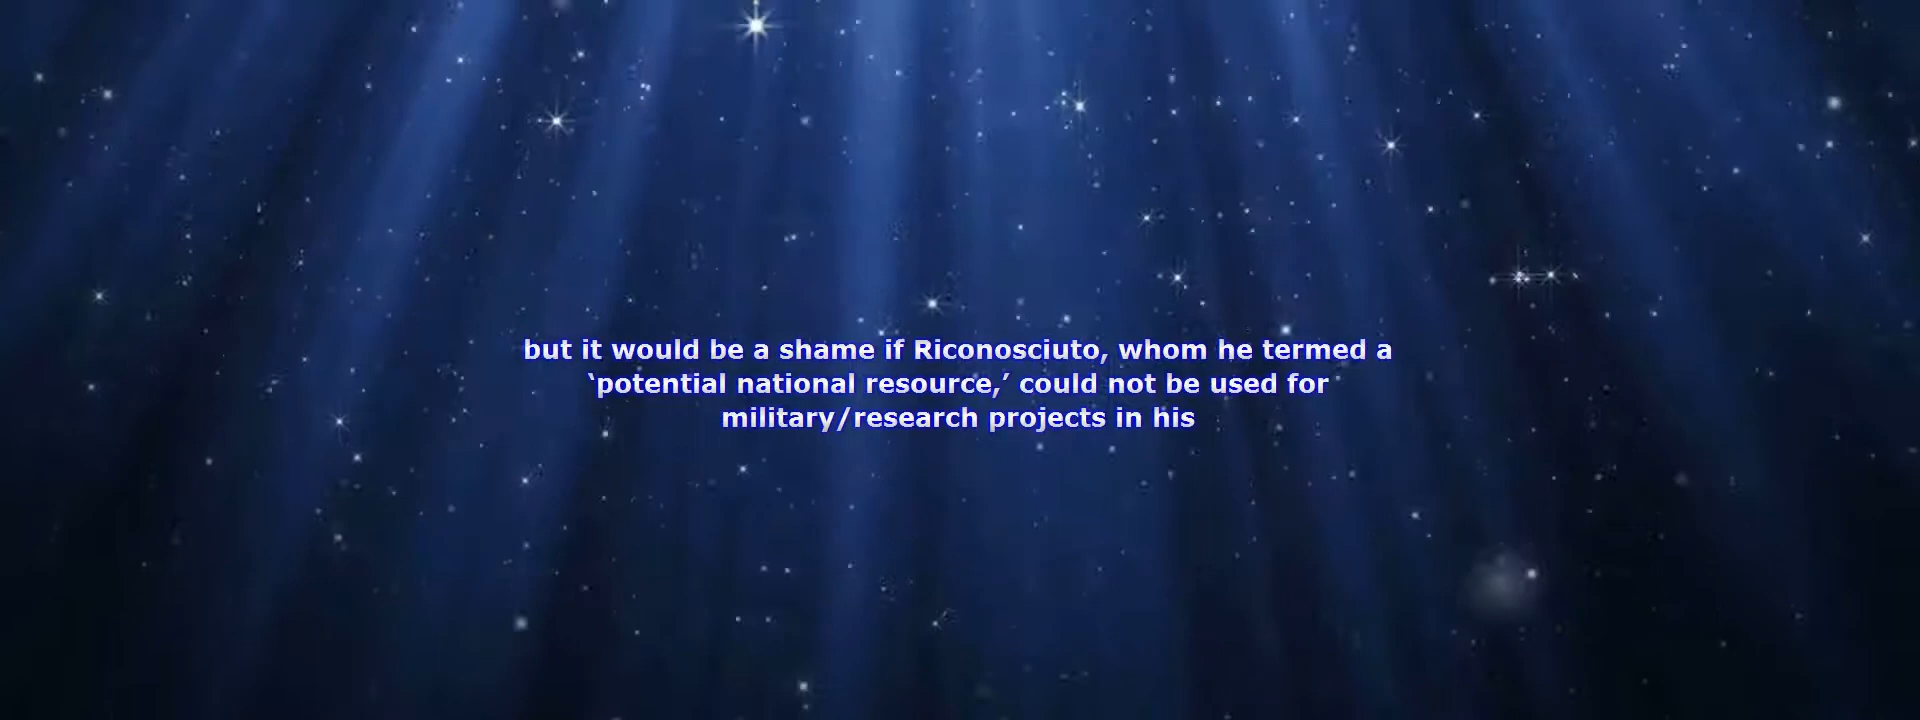 but it would be a shame if Riconosciuto, whom he termed a
‘potential national resource,’ could not be used for
military/research projects in his